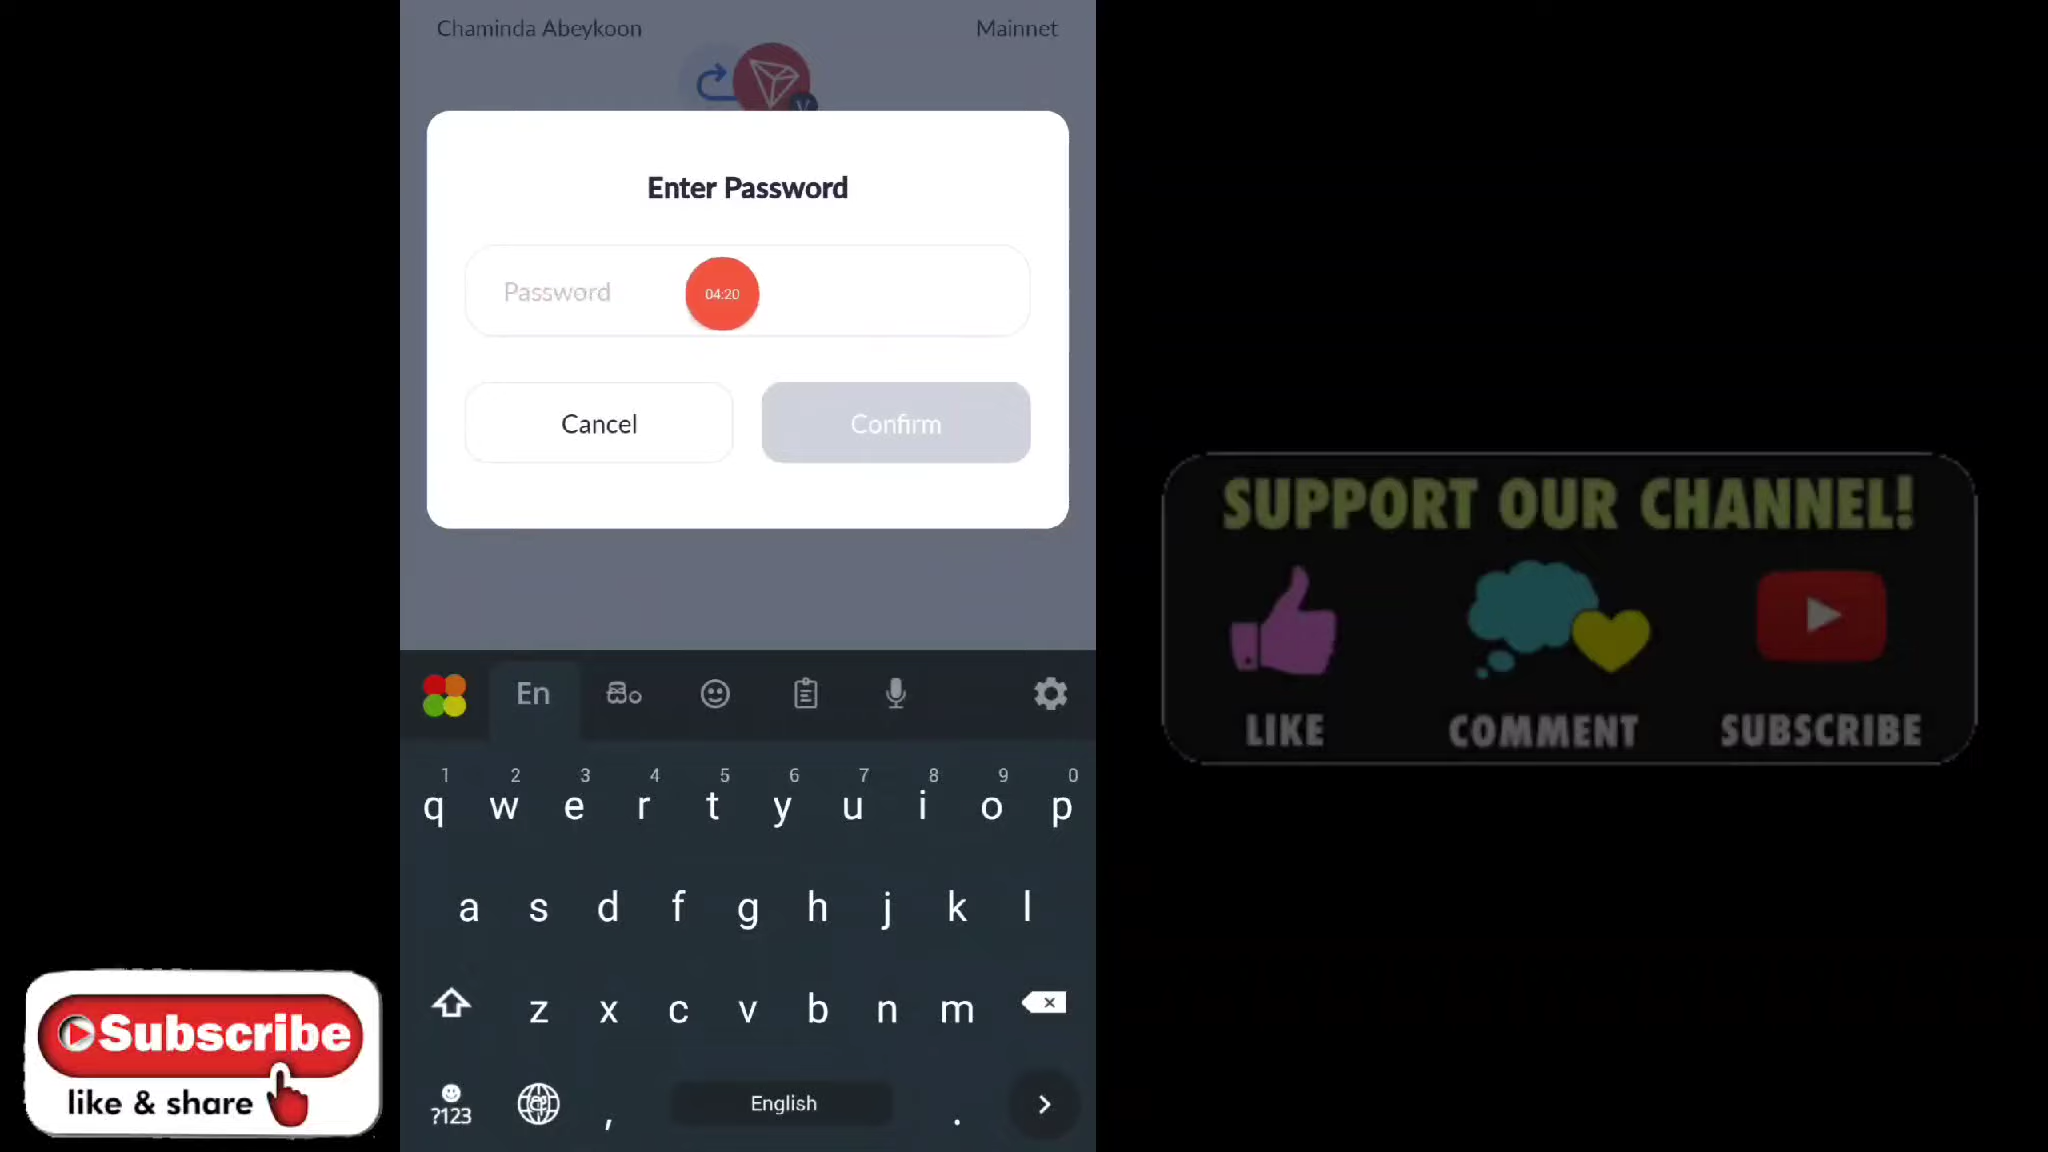 Chaminda Abeykoon
Mainnet
Enter Password
Password
04:20
Cancel
Confirm
SUPPORT OUR CHANNEL!
LIKE
COMMENT
SUBSCRIBE
En
සිං
1 2 3 4 5 6 7 8 9 0
q w e r t y u i o p
a s d f g h j k l
z x c v b n m
?123
,
English
.
Subscribe
like & share